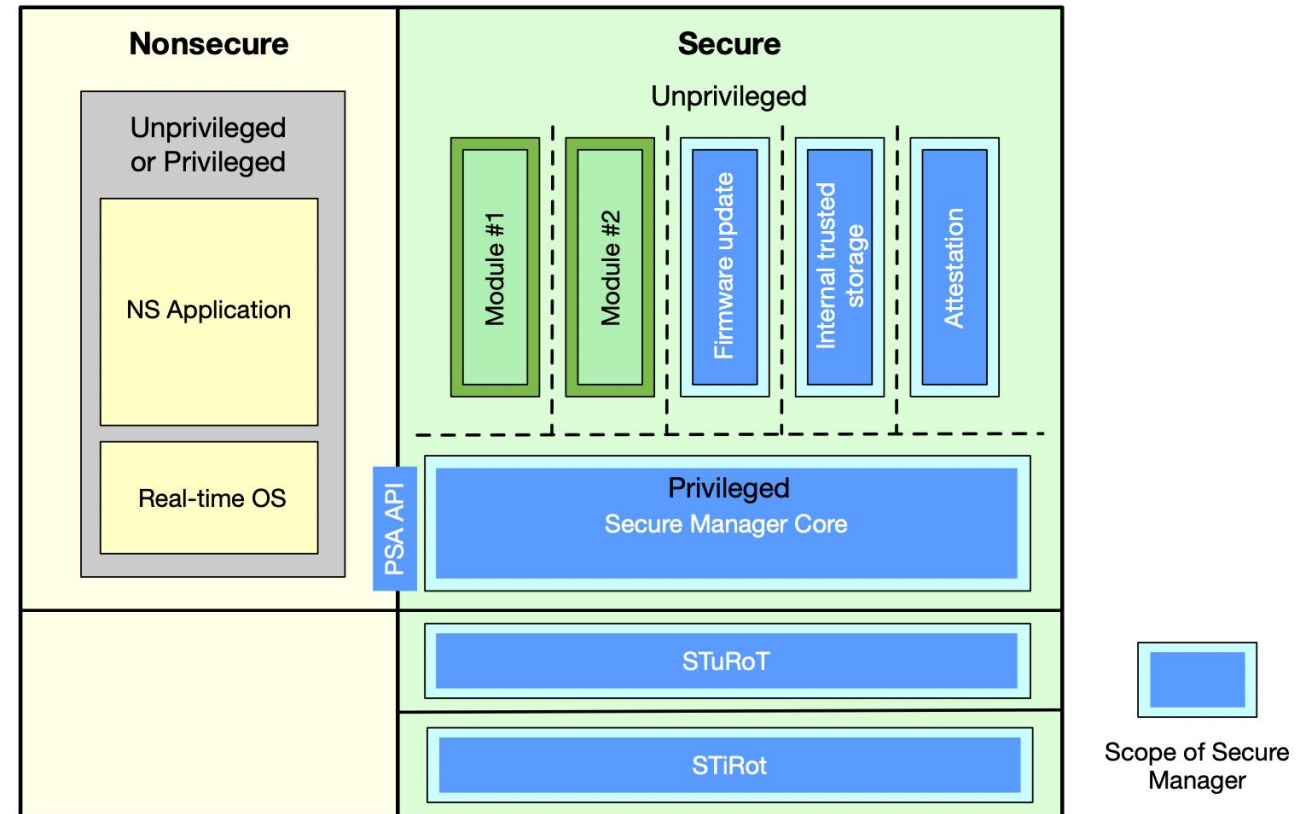 Nonsecure
Secure
Unprivileged
or Privileged
NS Application
Real-time OS
Unprivileged
Module #1
Module #2
Firmware update
Internal trusted
storage
Attestation
PSA API
Privileged
Secure Manager Core
STuRoT
STiRot
Scope of Secure
Manager